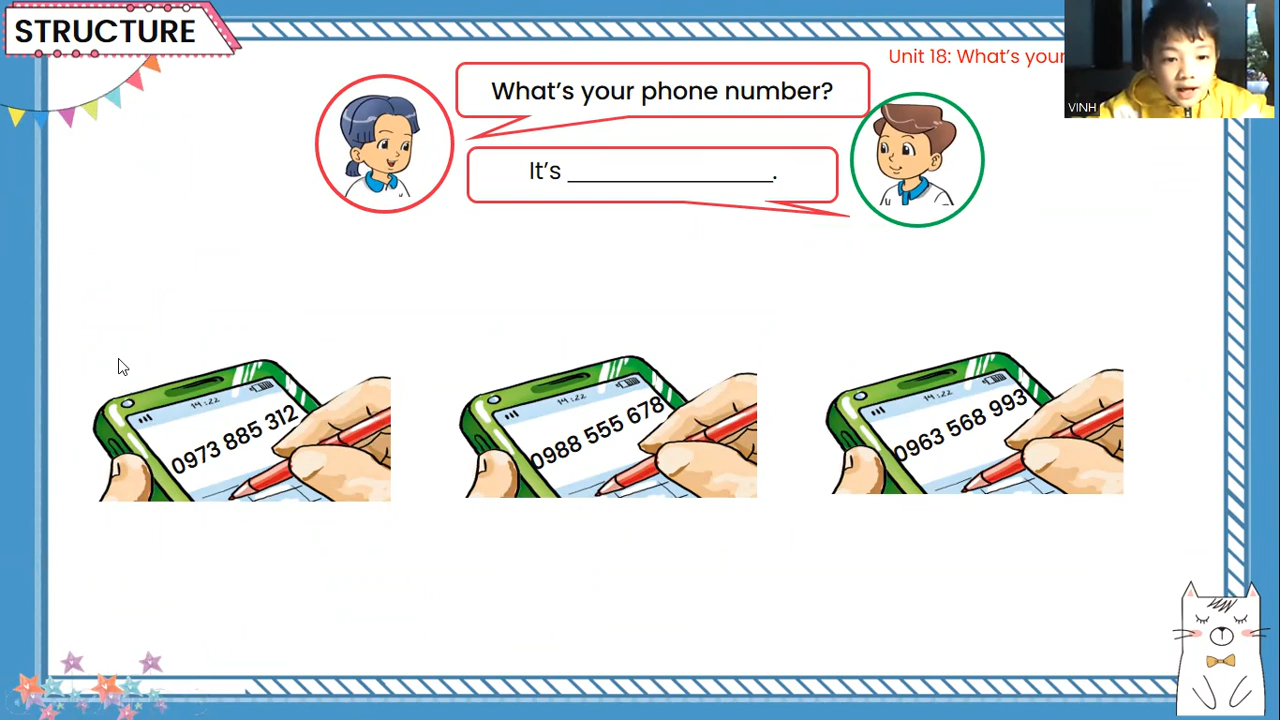 STRUCTURE
Unit 18: What's your
VINH
What's your phone number?
It's _________________.
14:22
0973 885 312
14:22
0988 555 678
14:22
0963 568 993